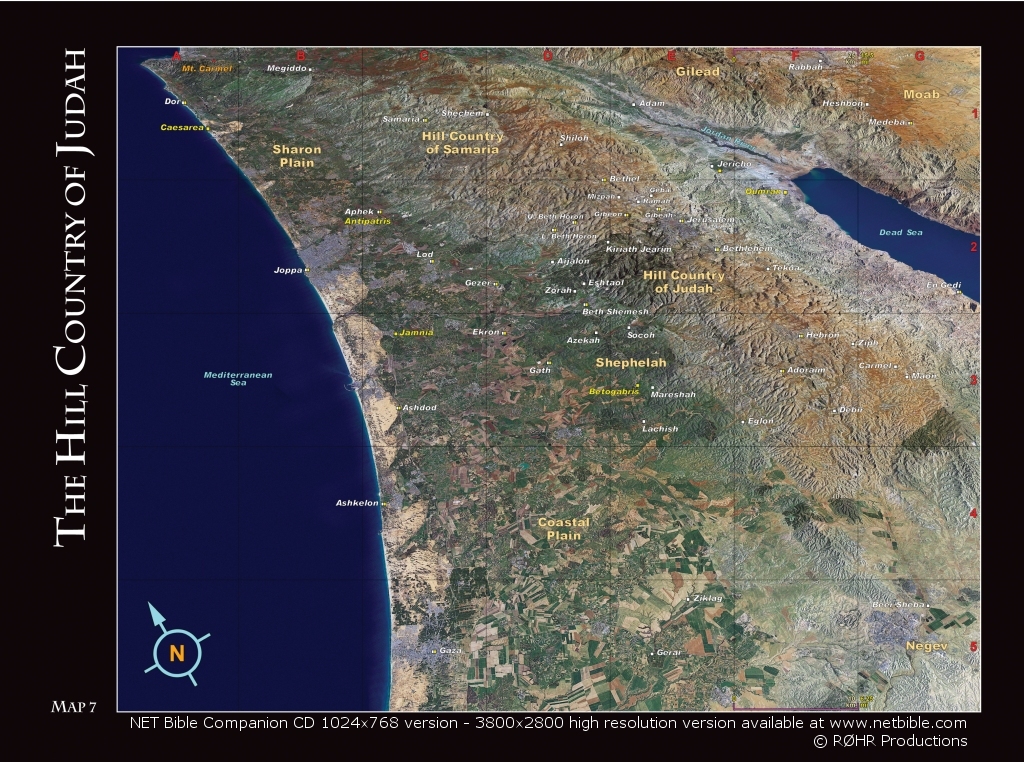 THE HILL COUNTRY OF JUDAH
MAP 7
A B C D E F G
1
2
3
4
5
Mt. Carmel
Megiddo
Gilead
Rabbah
Moab
Dor
Adam
Heshbon
Caesarea
Samaria
Shechem
Medeba
Hill Country
of Samaria
Shiloh
Jordan River
Sharon
Plain
Jericho
Bethel
Qumran
Mizpah
Geba
Ramah
Aphek
Antipatris
U. Beth Horon
Gibeon
Gibeah
Jerusalem
L. Beth Horon
Dead Sea
Kiriath Jearim
Bethlehem
Lod
Aijalon
Joppa
Tekoa
Hill Country
of Judah
Gezer
Zorah
Eshtaol
En Gedi
Beth Shemesh
Jamnia
Ekron
Azekah
Socoh
Hebron
Ziph
Shephelah
Gath
Adoraim
Carmel
Maon
Mediterranean
Sea
Betogabris
Mareshah
Ashdod
Debir
Lachish
Eglon
Ashkelon
Coastal
Plain
Ziklag
Beer Sheba
Gaza
Gerar
Negev
N
NET Bible Companion CD 1024x768 version - 3800x2800 high resolution version available at www.netbible.com
© RØHR Productions